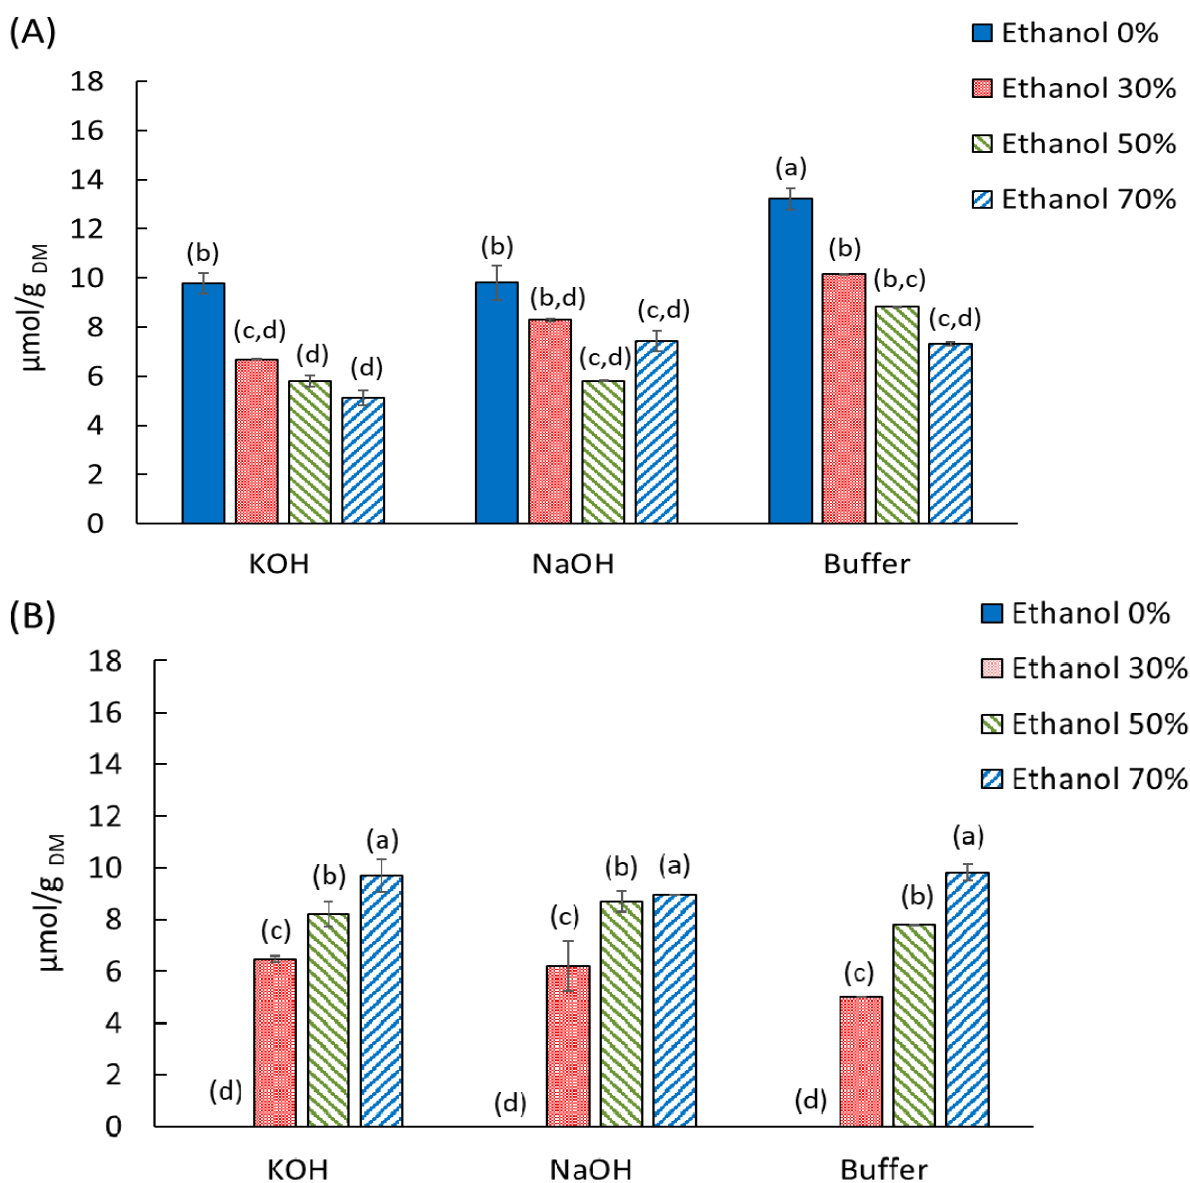 (A)
Ethanol 0%
Ethanol 30%
Ethanol 50%
Ethanol 70%
18
16
14
12
10
8
6
4
2
0
µmol/g DM
(b)
(c,d)
(d)
(d)
(b)
(b,d)
(c,d)
(c,d)
(a)
(b)
(b,c)
(c,d)
KOH NaOH Buffer
(B)
Ethanol 0%
Ethanol 30%
Ethanol 50%
Ethanol 70%
18
16
14
12
10
8
6
4
2
0
µmol/g DM
(d)
(c)
(b)
(a)
(d)
(c)
(b)
(a)
(d)
(c)
(b)
(a)
KOH NaOH Buffer